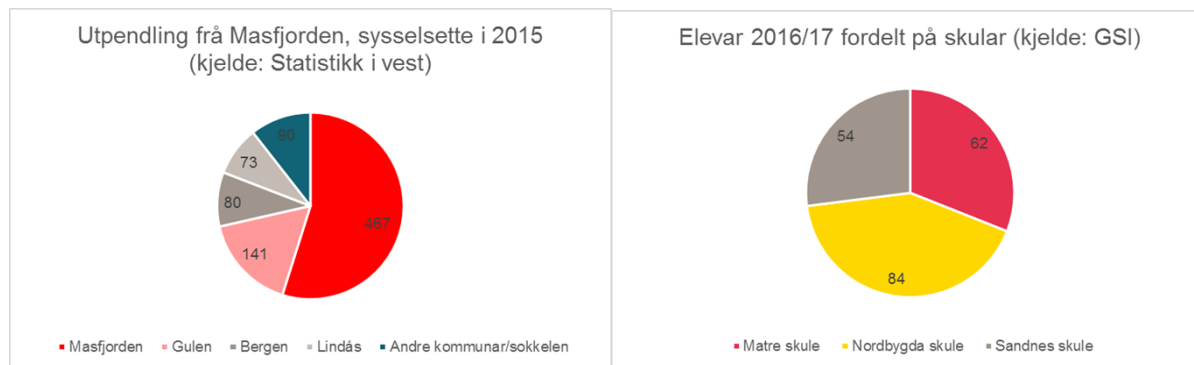 Utpendling frå Masfjorden, sysselsette i 2015
(kjelde: Statistikk i vest)
90
73
80
467
141
Masfjorden Gulen Bergen Lindås Andre kommunar/sokkelen
Elevar 2016/17 fordelt på skular (kjelde: GSI)
54
62
84
Matre skule Nordbygda skule Sandnes skule